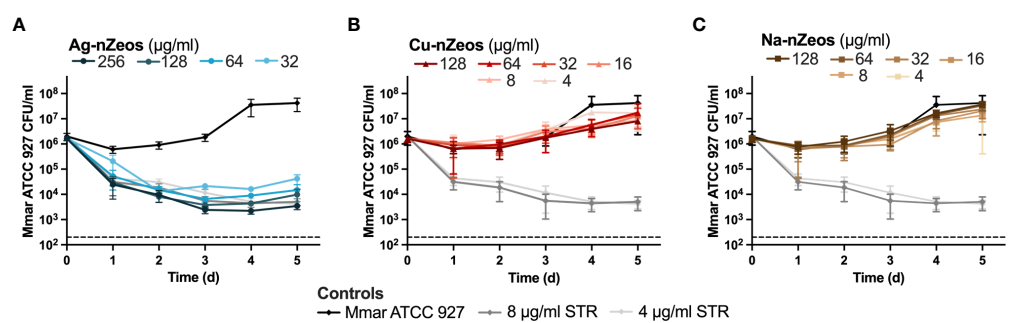 A
Ag-nZeos (µg/ml)
256 128 64 32
Mmar ATCC 927 CFU/ml
10⁸
10⁷
10⁶
10⁵
10⁴
10³
10²
0 1 2 3 4 5
Time (d)
B
Cu-nZeos (µg/ml)
128 64 32 16
8 4
Mmar ATCC 927 CFU/ml
10⁸
10⁷
10⁶
10⁵
10⁴
10³
10²
0 1 2 3 4 5
Time (d)
C
Na-nZeos (µg/ml)
128 64 32 16
8 4
Mmar ATCC 927 CFU/ml
10⁸
10⁷
10⁶
10⁵
10⁴
10³
10²
0 1 2 3 4 5
Time (d)
Controls
Mmar ATCC 927 8 µg/ml STR 4 µg/ml STR